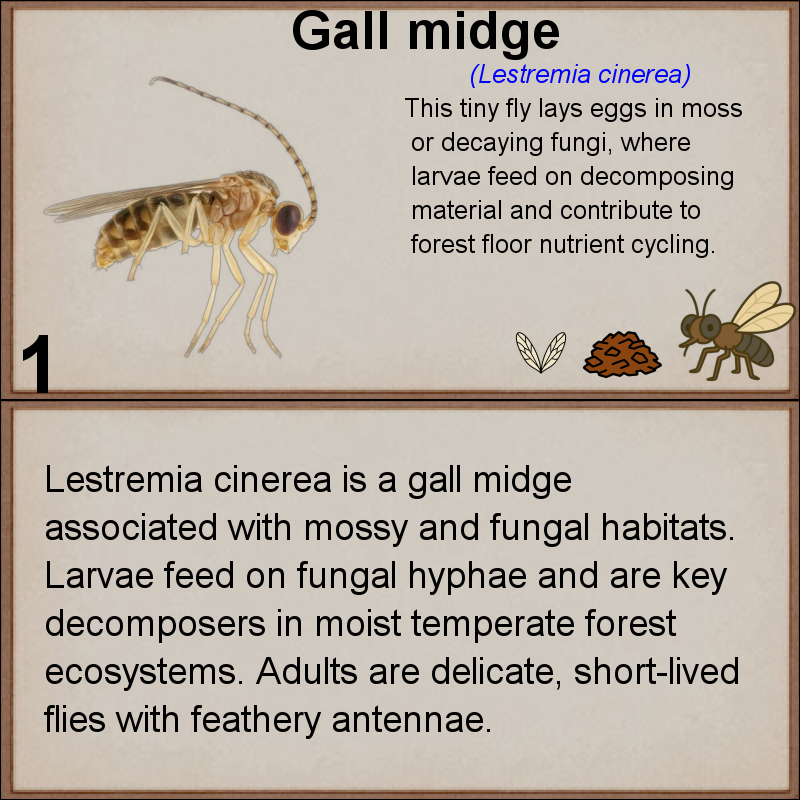 Gall midge
(Lestremia cinerea)
This tiny fly lays eggs in moss
or decaying fungi, where
larvae feed on decomposing
material and contribute to
forest floor nutrient cycling.
1
Lestremia cinerea is a gall midge
associated with mossy and fungal habitats.
Larvae feed on fungal hyphae and are key
decomposers in moist temperate forest
ecosystems. Adults are delicate, short-lived
flies with feathery antennae.